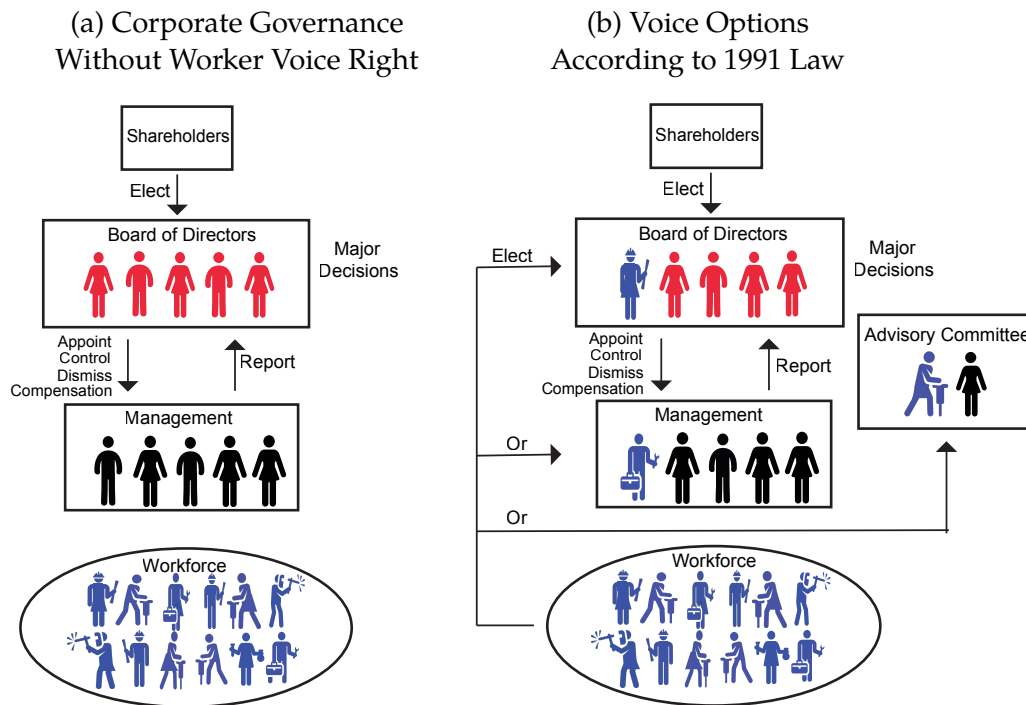 (a) Corporate Governance
Without Worker Voice Right
Shareholders
Elect
Board of Directors
Major
Decisions
Appoint
Control
Dismiss
Compensation
Report
Management
Workforce
(b) Voice Options
According to 1991 Law
Shareholders
Elect
Board of Directors
Elect
Major
Decisions
Appoint
Control
Dismiss
Compensation
Report
Advisory Committee
Management
Or
Or
Workforce